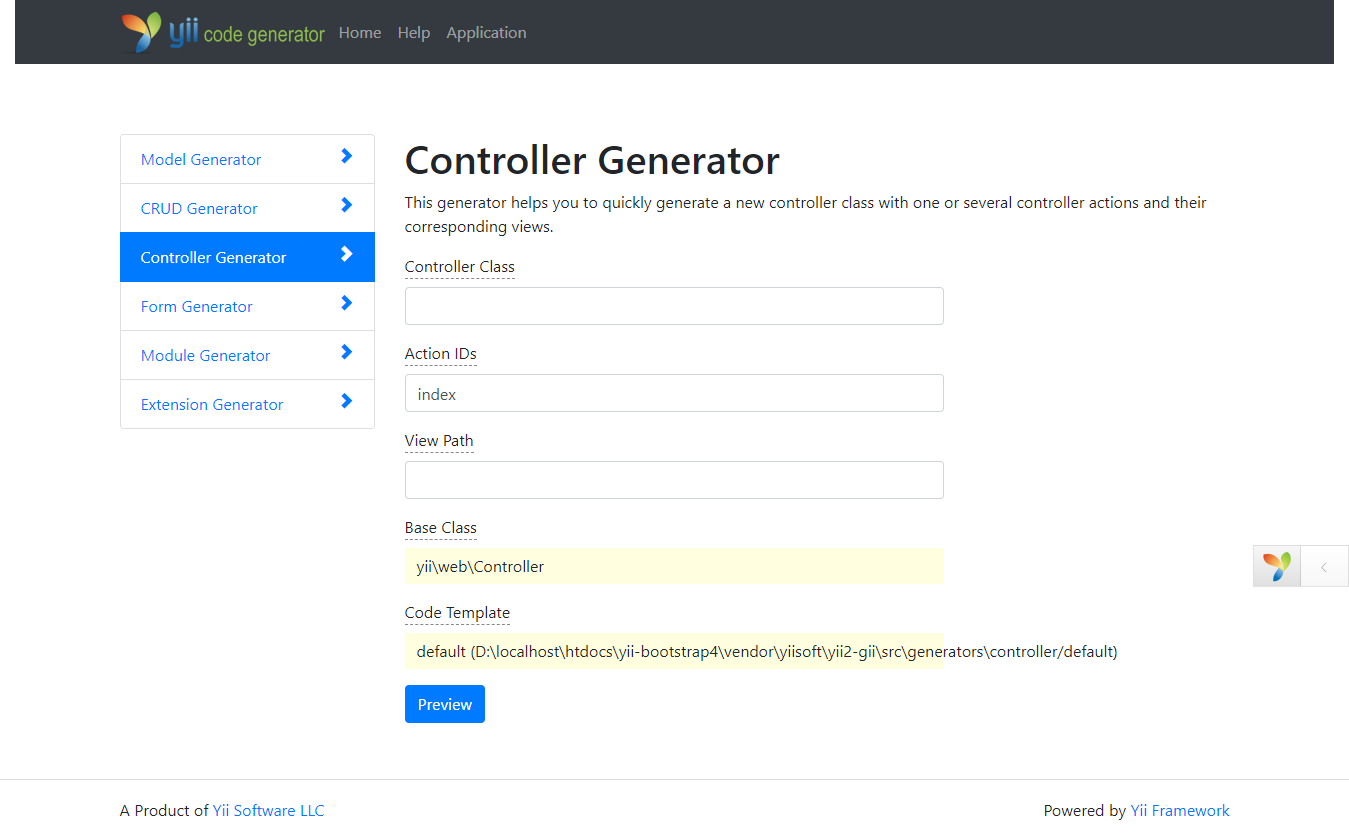 yii code generator Home Help Application
Model Generator
CRUD Generator
Controller Generator
Form Generator
Module Generator
Extension Generator
Controller Generator
This generator helps you to quickly generate a new controller class with one or several controller actions and their
corresponding views.
Controller Class
Action IDs
index
View Path
Base Class
yii\web\Controller
Code Template
default (D:\localhost\htdocs\yii-bootstrap4\vendor\yiisoft\yii2-gii\src\generators\controller/default)
Preview
A Product of Yii Software LLC
Powered by Yii Framework